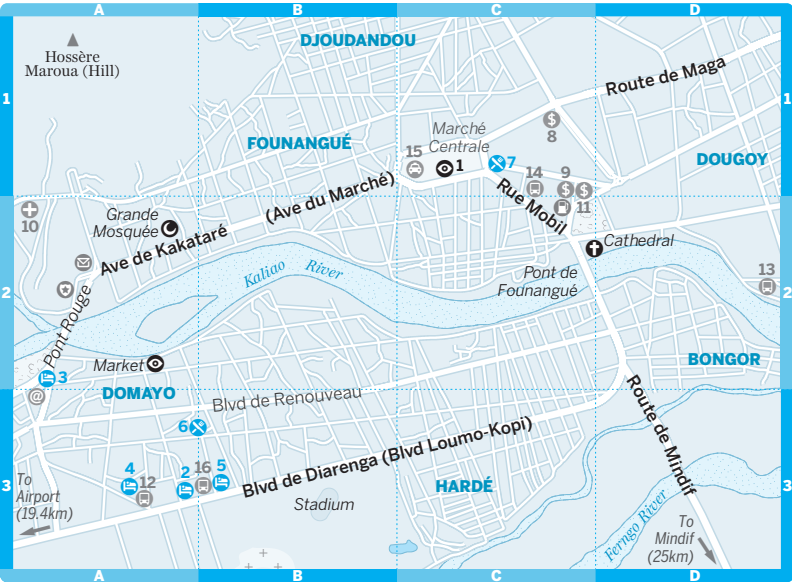 A
B
C
D
DJOUDANDOU
Hossère
Maroua (Hill)
Route de Maga
1
1
$
8
Marché
Centrale
FOUNANGUÉ
15
1
7
DOUGOY
14
9
$
$
(Ave du Marché)
Rue Mobil
11
10
Grande
Mosquée
Ave de Kakataré
Cathedral
Kaliao River
Pont de
Founangué
13
2
2
Pont Rouge
Market
BONGOR
3
@
DOMAYO
Blvd de Renouveau
6
Route de Mindif
Blvd de Diarenga (Blvd Loumo-Kopi)
4
12
2
16
5
3
3
To
Airport
(19.4km)
Stadium
HARDÉ
Ferngo River
To
Mindif
(25km)
A
B
C
D